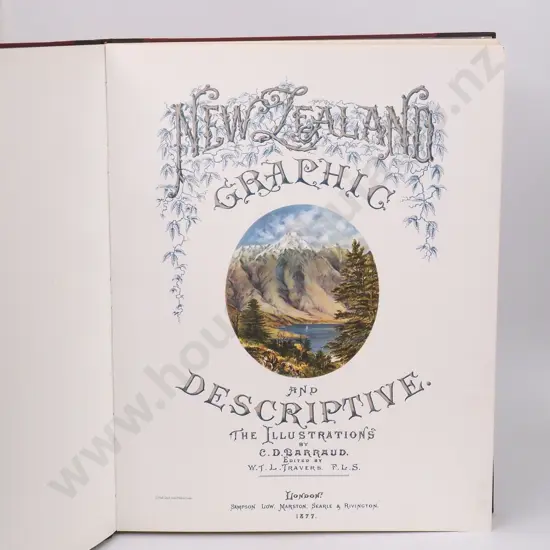 NEW ZEALAND
GRAPHIC
AND
DESCRIPTIVE.
THE ILLUSTRATIONS
BY
C. D. BARRAUD.
EDITED BY
W. T. L. TRAVERS. F. L. S.
LONDON:
SAMPSON LOW, MARSTON, SEARLE & RIVINGTON.
1877.